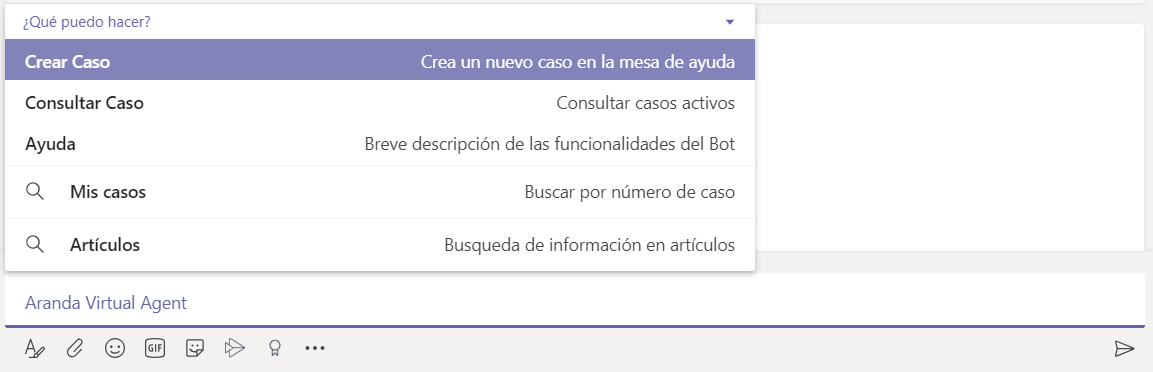 ¿Qué puedo hacer?
Crear Caso Crea un nuevo caso en la mesa de ayuda
Consultar Caso Consultar casos activos
Ayuda Breve descripción de las funcionalidades del Bot
Mis casos Buscar por número de caso
Artículos Busqueda de información en artículos
Aranda Virtual Agent
GIF